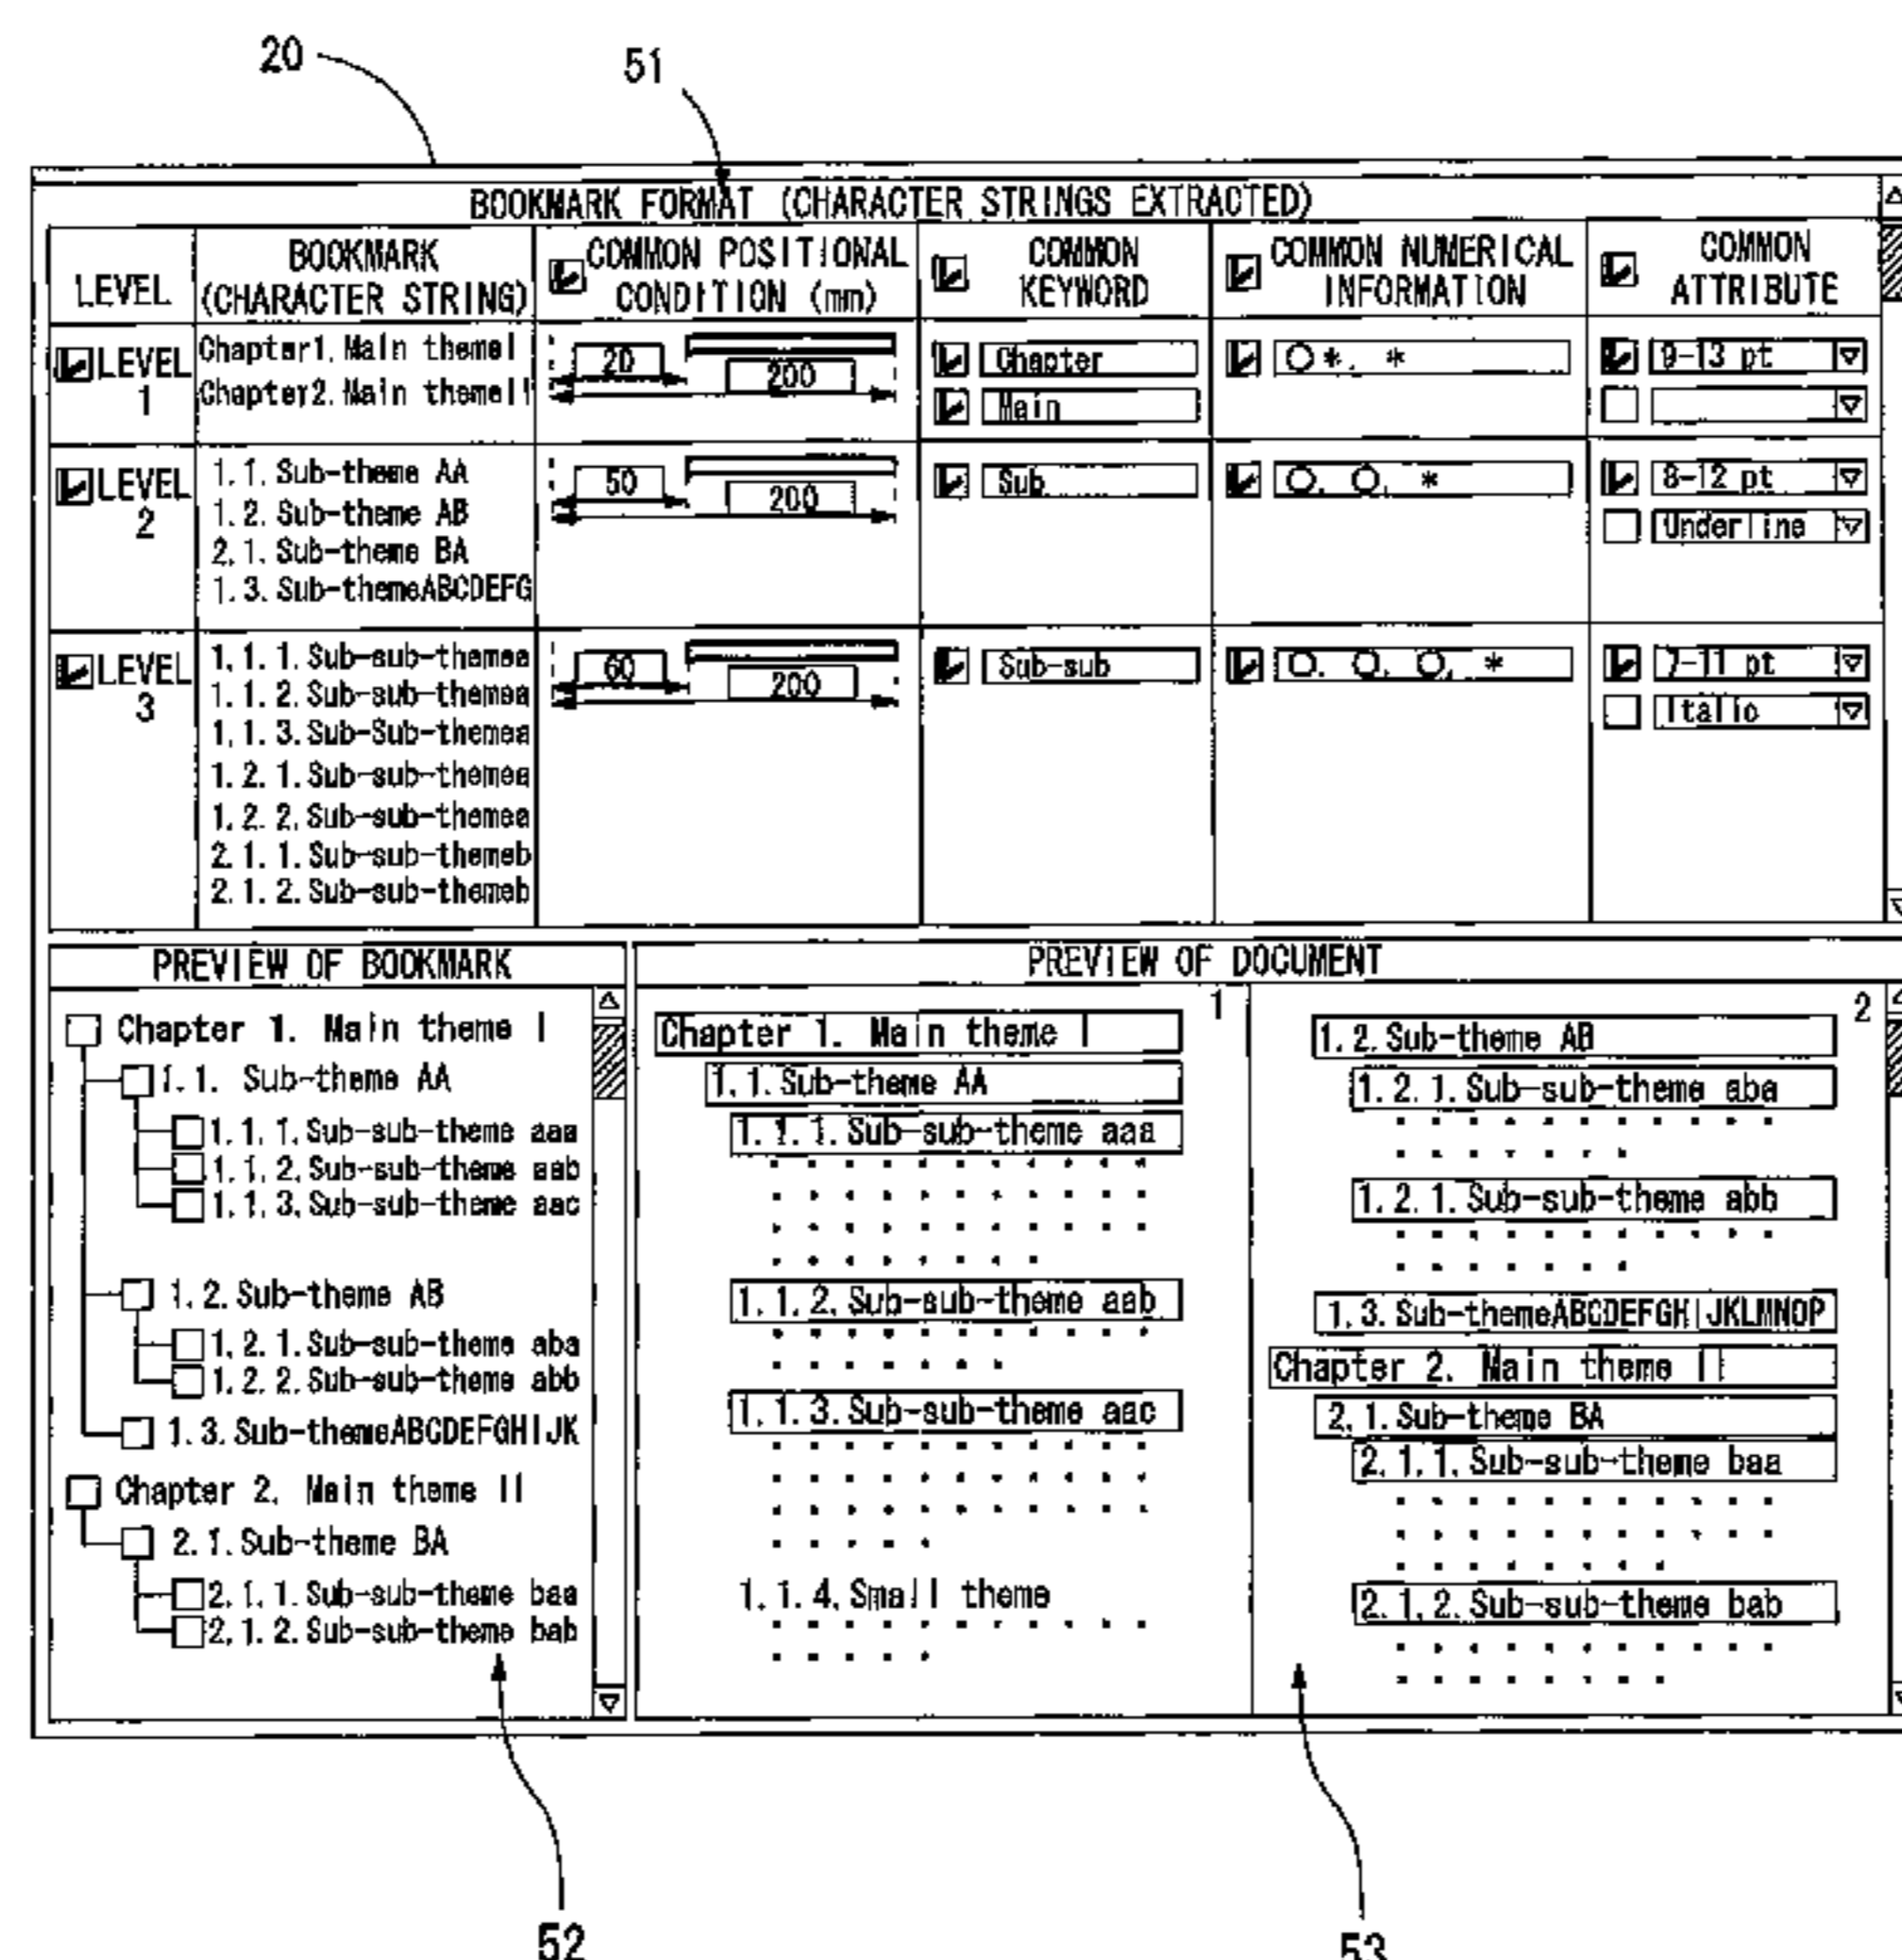 20
51
BOOKMARK FORMAT (CHARACTER STRINGS EXTRACTED)
LEVEL
BOOKMARK
(CHARACTER STRING)
COMMON POSITIONAL
CONDITION (mm)
COMMON
KEYWORD
COMMON NUMERICAL
INFORMATION
COMMON
ATTRIBUTE
LEVEL
1
Chapter1.Main themeI
Chapter2.Main themeII
20
200
Chapter
Main
○*. *
9-13 pt
LEVEL
2
1.1.Sub-theme AA
1.2.Sub-theme AB
2.1.Sub-theme BA
1.3.Sub-themeABCDEFG
50
200
Sub
○. ○. *
8-12 pt
Underline
LEVEL
3
1.1.1.Sub-sub-themea
1.1.2.Sub-sub-themea
1.1.3.Sub-Sub-themea
1.2.1.Sub-sub-themea
1.2.2.Sub-sub-themea
2.1.1.Sub-sub-themeb
2.1.2.Sub-sub-themeb
60
200
Sub-sub
○. ○. ○. *
7-11 pt
Italic
PREVIEW OF BOOKMARK
Chapter 1. Main theme I
1.1. Sub-theme AA
1.1.1.Sub-sub-theme aaa
1.1.2.Sub-sub-theme aab
1.1.3.Sub-sub-theme aac
1.2.Sub-theme AB
1.2.1.Sub-sub-theme aba
1.2.2.Sub-sub-theme abb
1.3.Sub-themeABCDEFGHIJK
Chapter 2. Main theme II
2.1.Sub-theme BA
2.1.1.Sub-sub-theme baa
2.1.2.Sub-sub-theme bab
PREVIEW OF DOCUMENT
1
Chapter 1. Main theme I
1.1.Sub-theme AA
1.1.1.Sub-sub-theme aaa
1.1.2.Sub-sub-theme aab
1.1.3.Sub-sub-theme aac
1.1.4.Small theme
2
1.2.Sub-theme AB
1.2.1.Sub-sub-theme aba
1.2.1.Sub-sub-theme abb
1.3.Sub-themeABCDEFGHIJKLMNOP
Chapter 2. Main theme II
2.1.Sub-theme BA
2.1.1.Sub-sub-theme baa
2.1.2.Sub-sub-theme bab
52
53